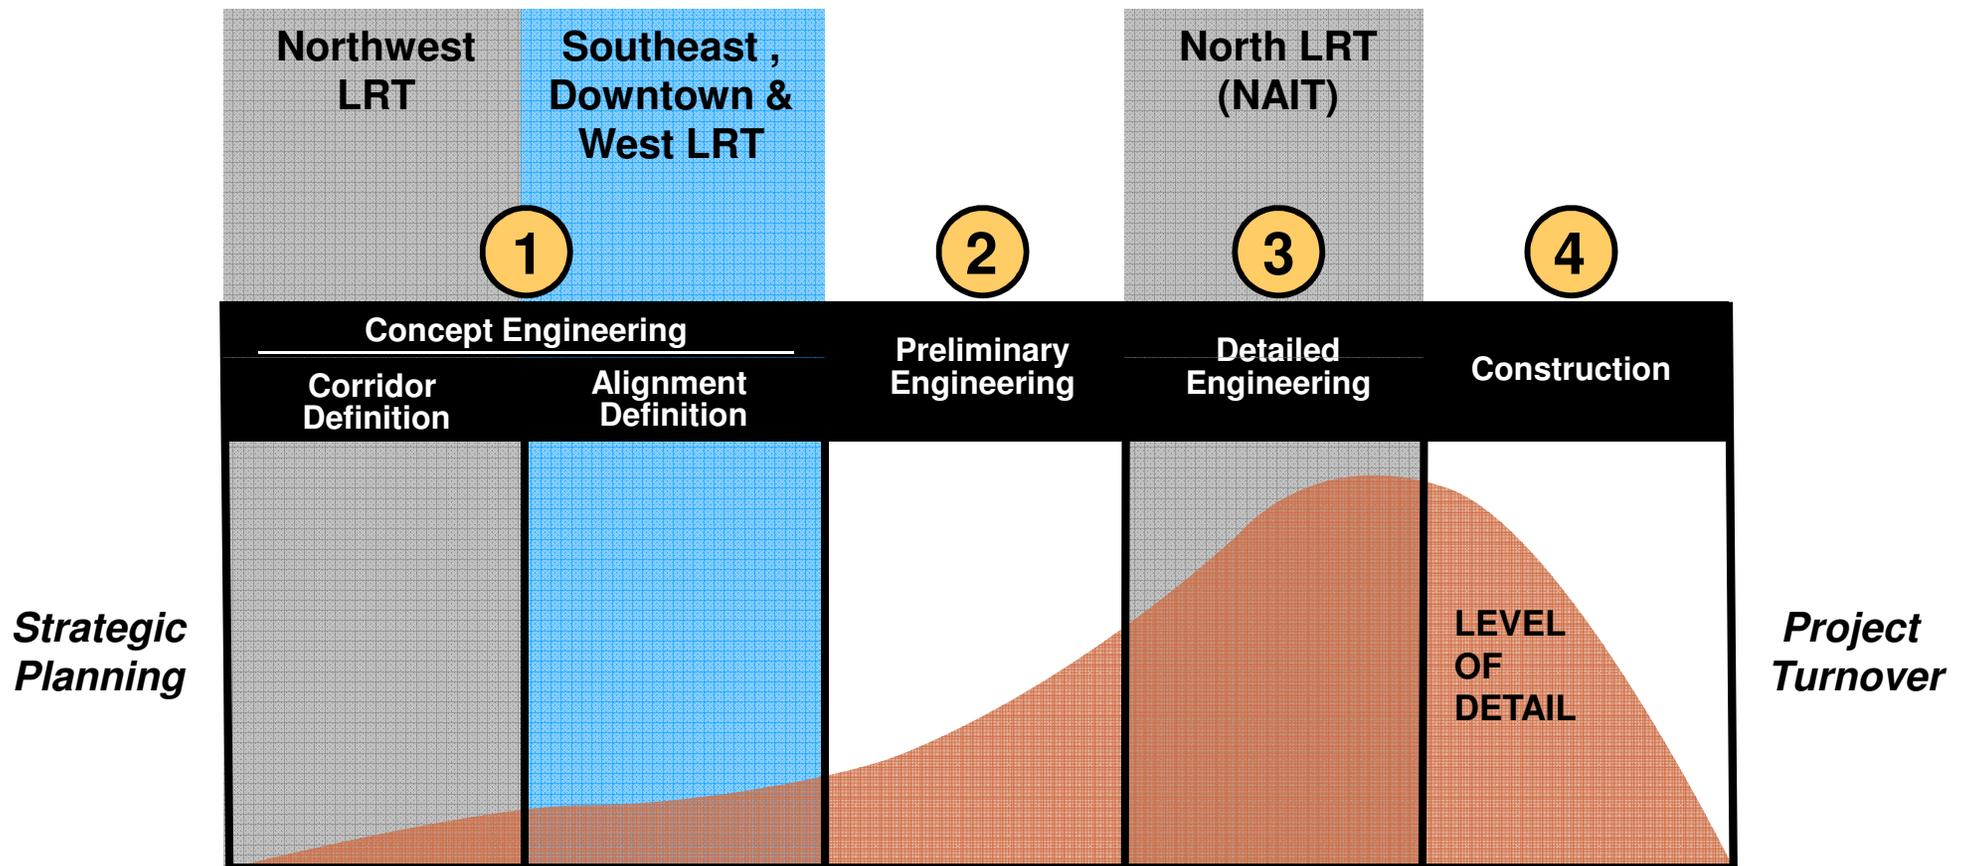 Northwest
LRT
Southeast ,
Downtown &
West LRT
North LRT
(NAIT)
1
2
3
4
Concept Engineering
Corridor
Definition
Alignment
Definition
Preliminary
Engineering
Detailed
Engineering
Construction
Strategic
Planning
LEVEL
OF
DETAIL
Project
Turnover